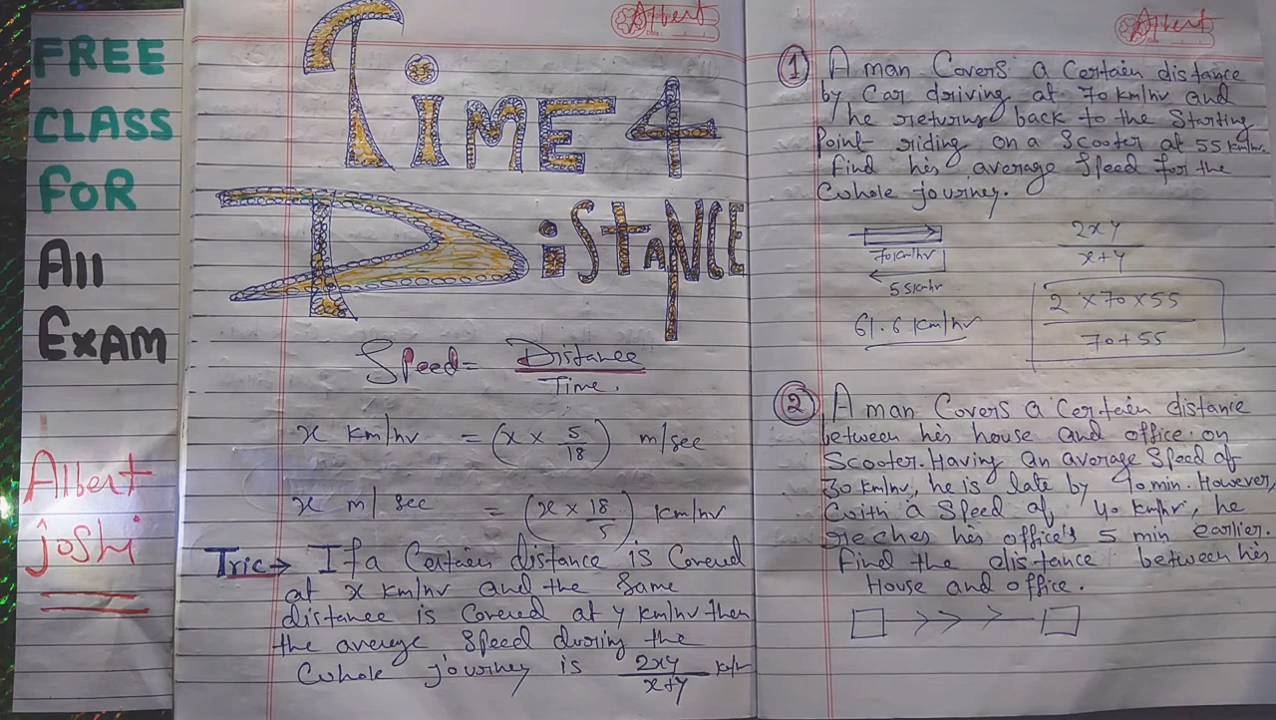 FREE
CLASS
FOR
All
EXAM
Albert
joshi
Albert
TIME 4
DiSTANCE
Speed = Distance / Time.
x km/hr = (x × 5/18) m/sec
x m/sec = (x × 18/5) km/hr
Tric → If a Certain distance is Covered
at x km/hr and the Same
distance is Covered at y km/hr then
the average Speed during the
Whole journey is 2xy / x+y km/hr
Albert
① A man Covers a Certain distance
by Car driving at 70 km/hr and
he returns back to the Starting
Point riding on a Scooter at 55 km/hr.
find his average Speed for the
Whole journey.
70 km/hr
55 km/hr
2xy / x+y
61.6 km/hr
2 × 70 × 55 / 70 + 55
② A man Covers a Certain distance
between his house and office on
Scooter. Having an average Speed of
30 km/hr, he is late by 10 min. However,
with a Speed of 40 km/hr, he
reaches his office's 5 min earlier.
find the distance between his
House and office.